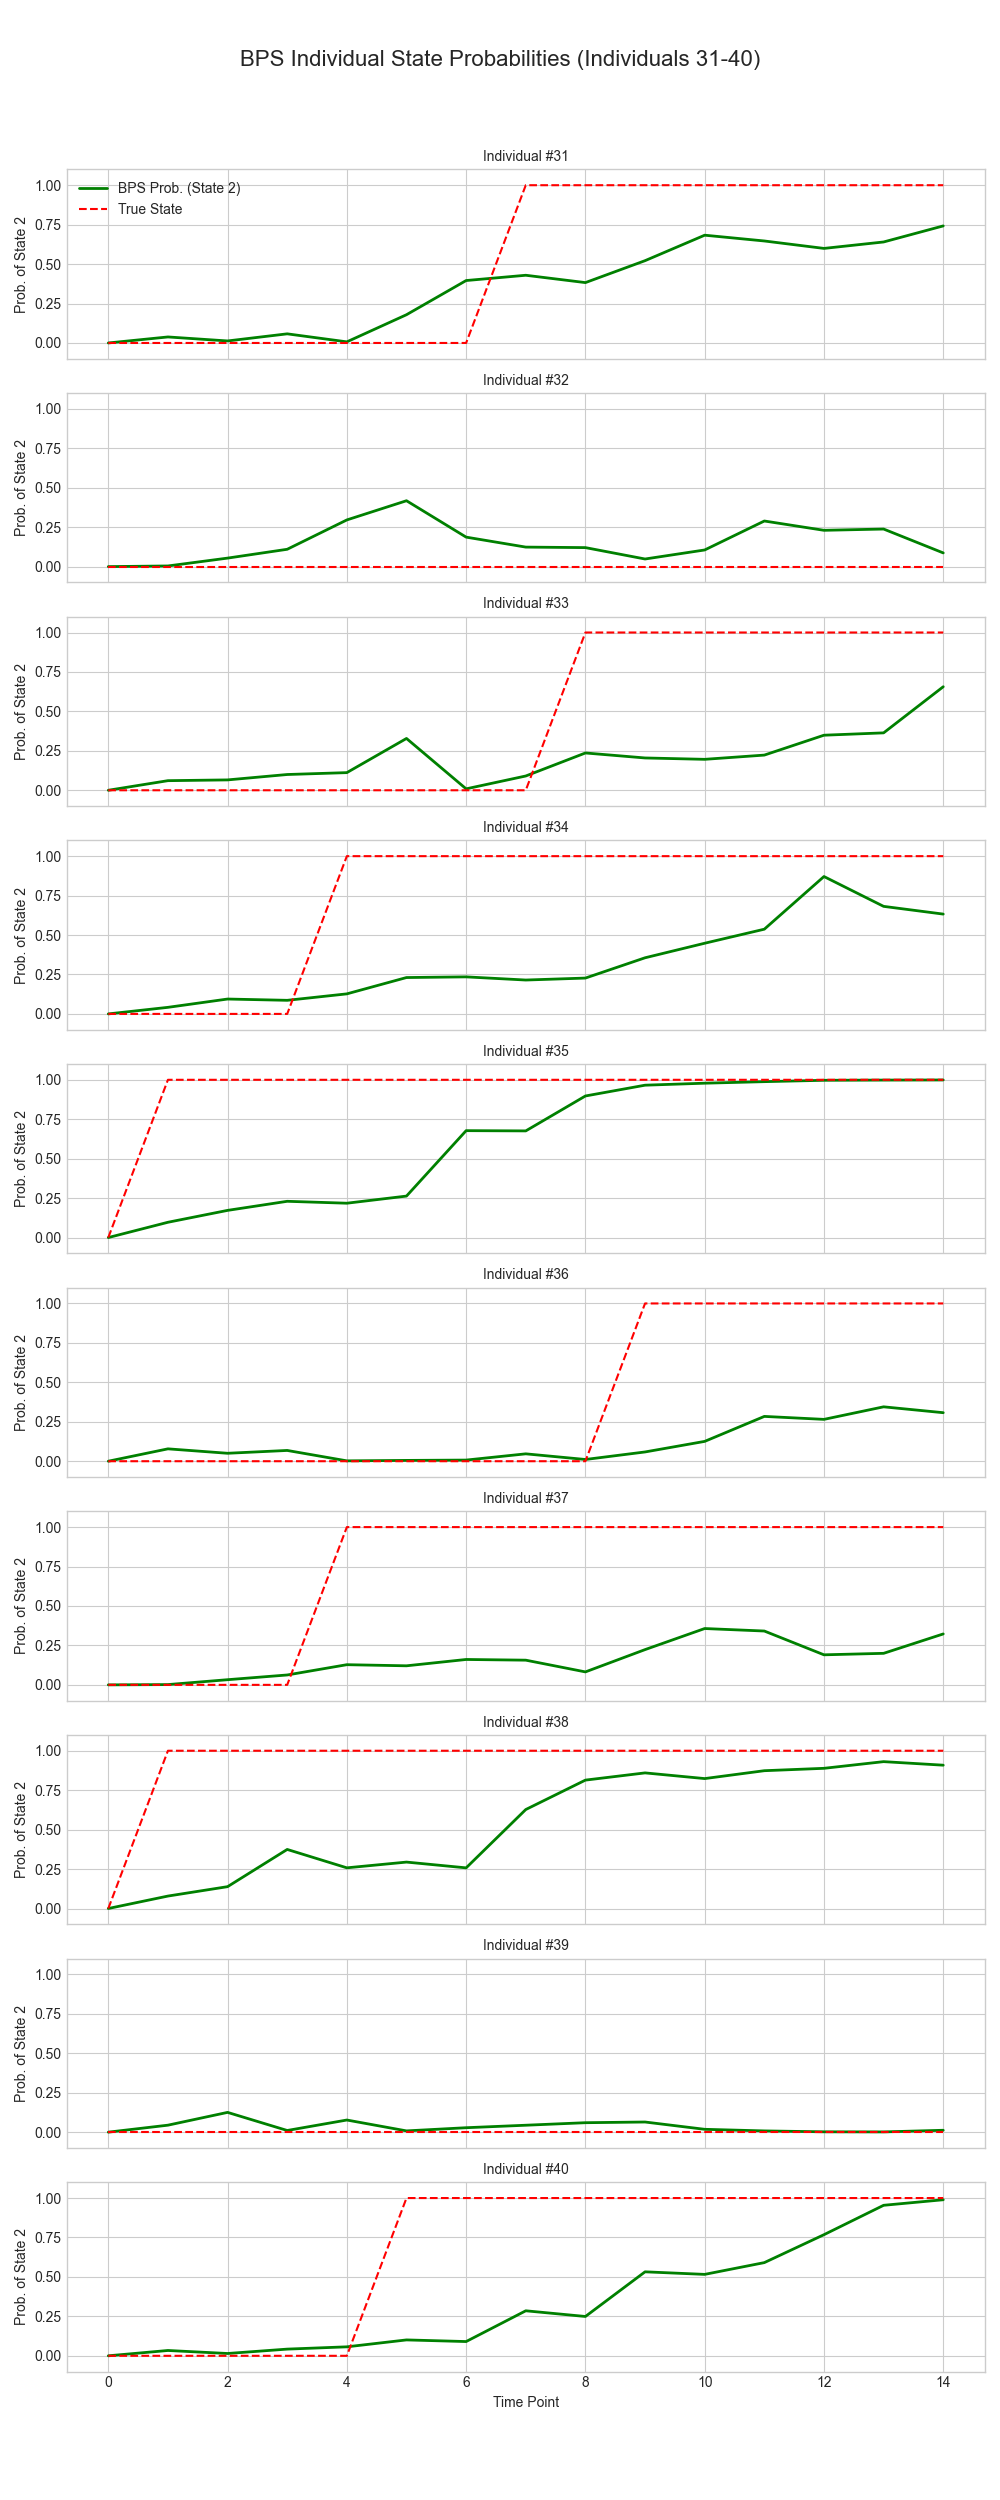 BPS Individual State Probabilities (Individuals 31-40)
Individual #31
BPS Prob. (State 2)
True State
Prob. of State 2
1.00
0.75
0.50
0.25
0.00
Individual #32
Prob. of State 2
1.00
0.75
0.50
0.25
0.00
Individual #33
Prob. of State 2
1.00
0.75
0.50
0.25
0.00
Individual #34
Prob. of State 2
1.00
0.75
0.50
0.25
0.00
Individual #35
Prob. of State 2
1.00
0.75
0.50
0.25
0.00
Individual #36
Prob. of State 2
1.00
0.75
0.50
0.25
0.00
Individual #37
Prob. of State 2
1.00
0.75
0.50
0.25
0.00
Individual #38
Prob. of State 2
1.00
0.75
0.50
0.25
0.00
Individual #39
Prob. of State 2
1.00
0.75
0.50
0.25
0.00
Individual #40
Prob. of State 2
1.00
0.75
0.50
0.25
0.00
0 2 4 6 8 10 12 14
Time Point